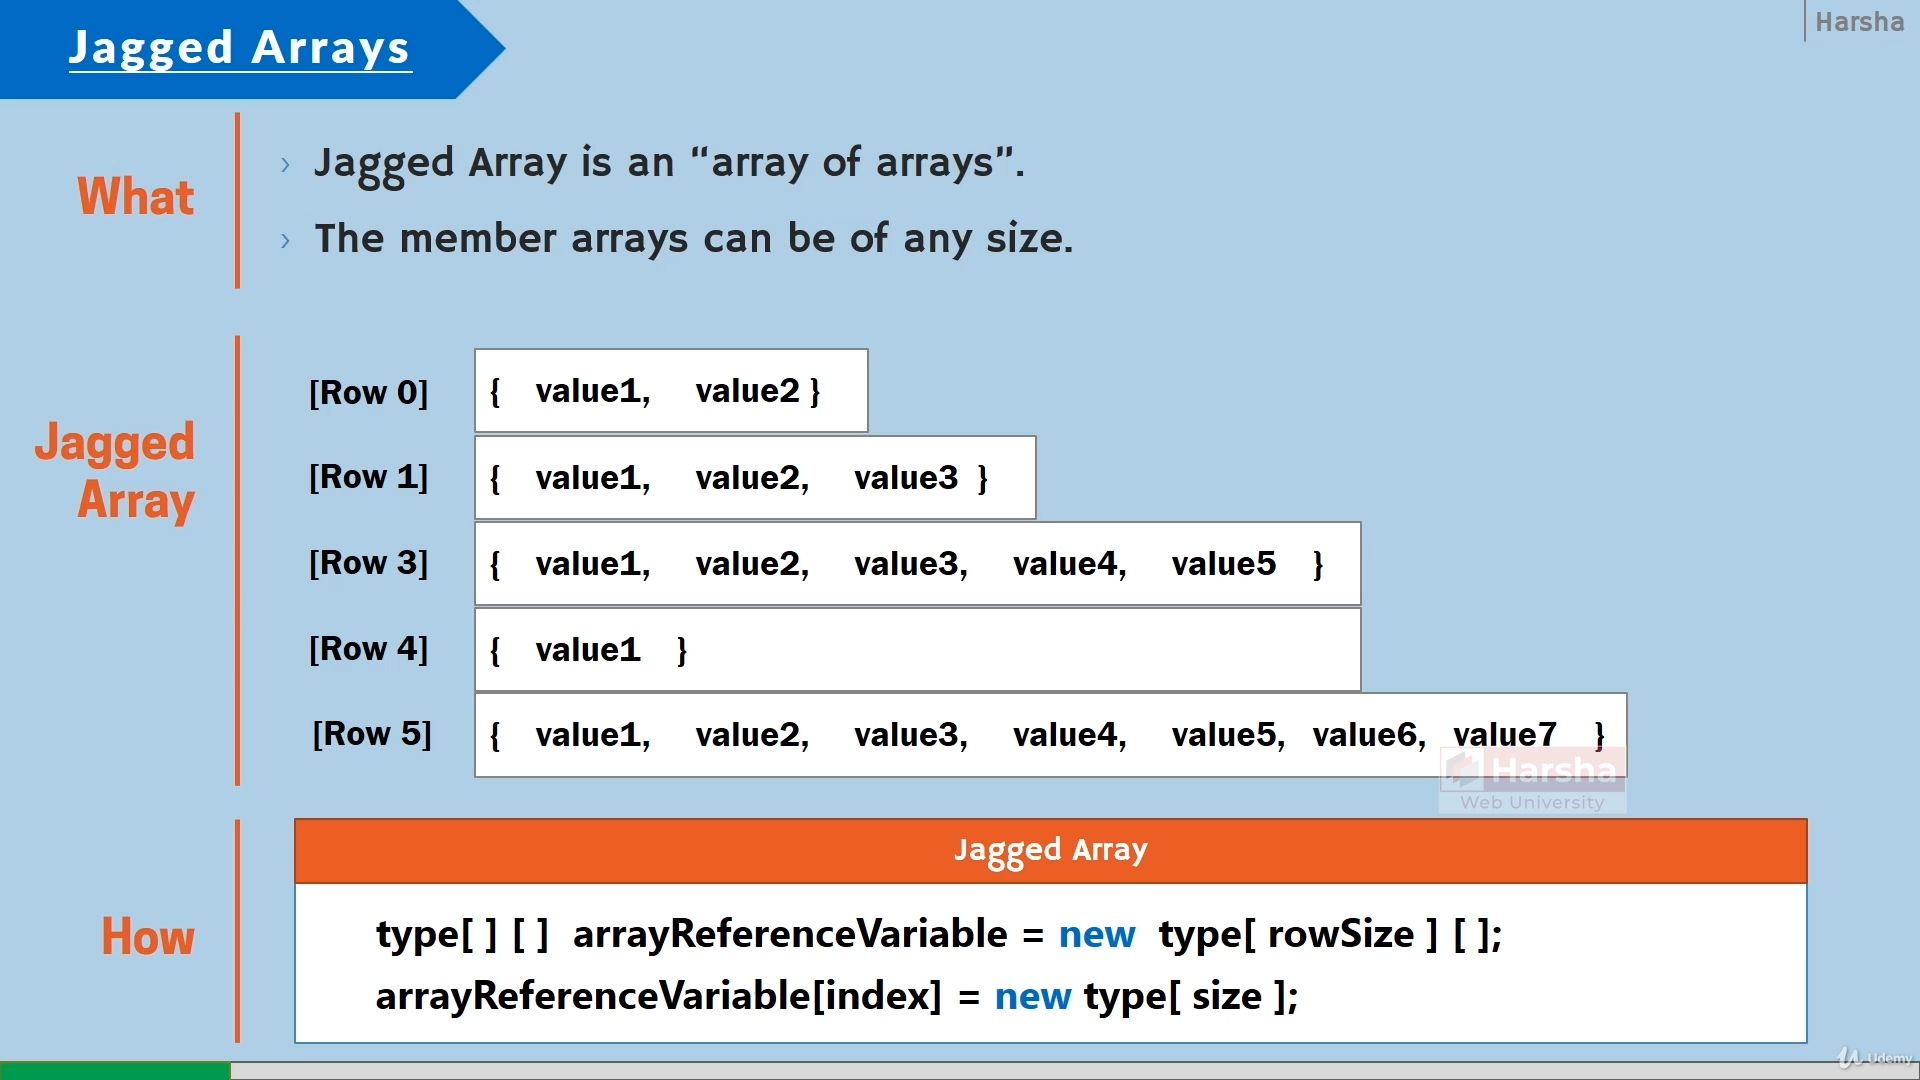 Jagged Arrays
Harsha
What
› Jagged Array is an “array of arrays”.
› The member arrays can be of any size.
Jagged
Array
[Row 0] { value1, value2 }
[Row 1] { value1, value2, value3 }
[Row 3] { value1, value2, value3, value4, value5 }
[Row 4] { value1 }
[Row 5] { value1, value2, value3, value4, value5, value6, value7 }
Harsha
Web University
How
Jagged Array
type[ ] [ ] arrayReferenceVariable = new type[ rowSize ] [ ];
arrayReferenceVariable[index] = new type[ size ];
Udemy